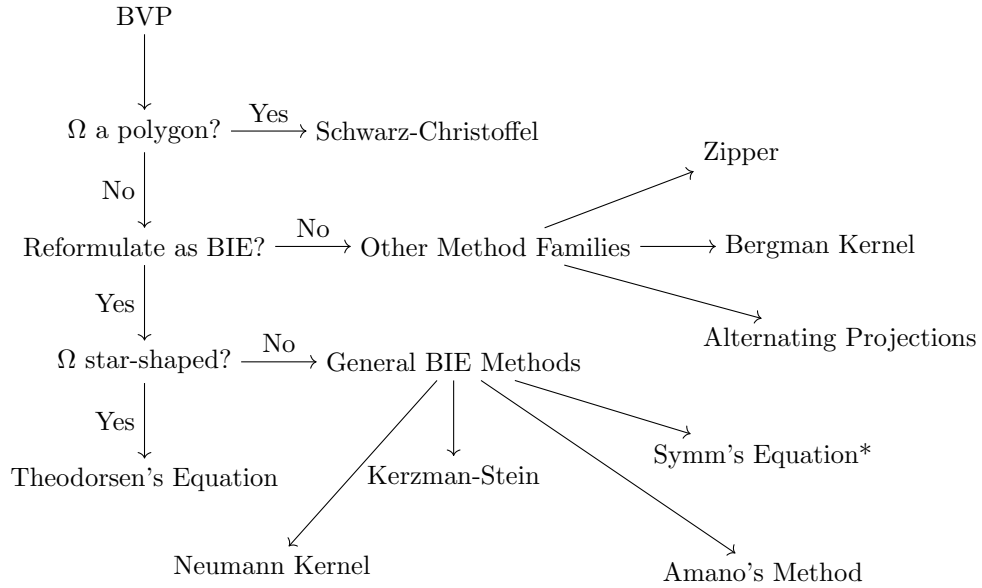 BVP
Ω a polygon?
Yes
Schwarz-Christoffel
Zipper
No
Reformulate as BIE?
No
Other Method Families
Bergman Kernel
Yes
Alternating Projections
Ω star-shaped?
No
General BIE Methods
Yes
Symm's Equation*
Theodorsen's Equation
Kerzman-Stein
Neumann Kernel
Amano's Method